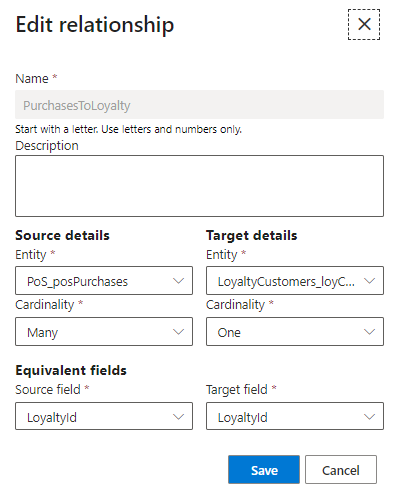 Edit relationship
Name *
PurchasesToLoyalty
Start with a letter. Use letters and numbers only.
Description
Source details Target details
Entity * Entity *
PoS_posPurchases LoyaltyCustomers_loyC...
Cardinality * Cardinality *
Many One
Equivalent fields
Source field * Target field *
LoyaltyId LoyaltyId
Save Cancel